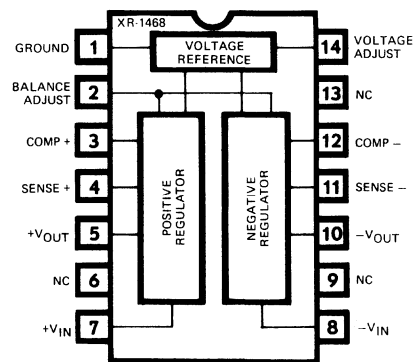 XR-1468
GROUND 1
VOLTAGE REFERENCE
14 VOLTAGE ADJUST
BALANCE ADJUST 2
13 NC
COMP + 3
12 COMP –
SENSE + 4
11 SENSE –
POSITIVE REGULATOR
NEGATIVE REGULATOR
+VOUT 5
10 –VOUT
NC 6
9 NC
+VIN 7
8 –VIN